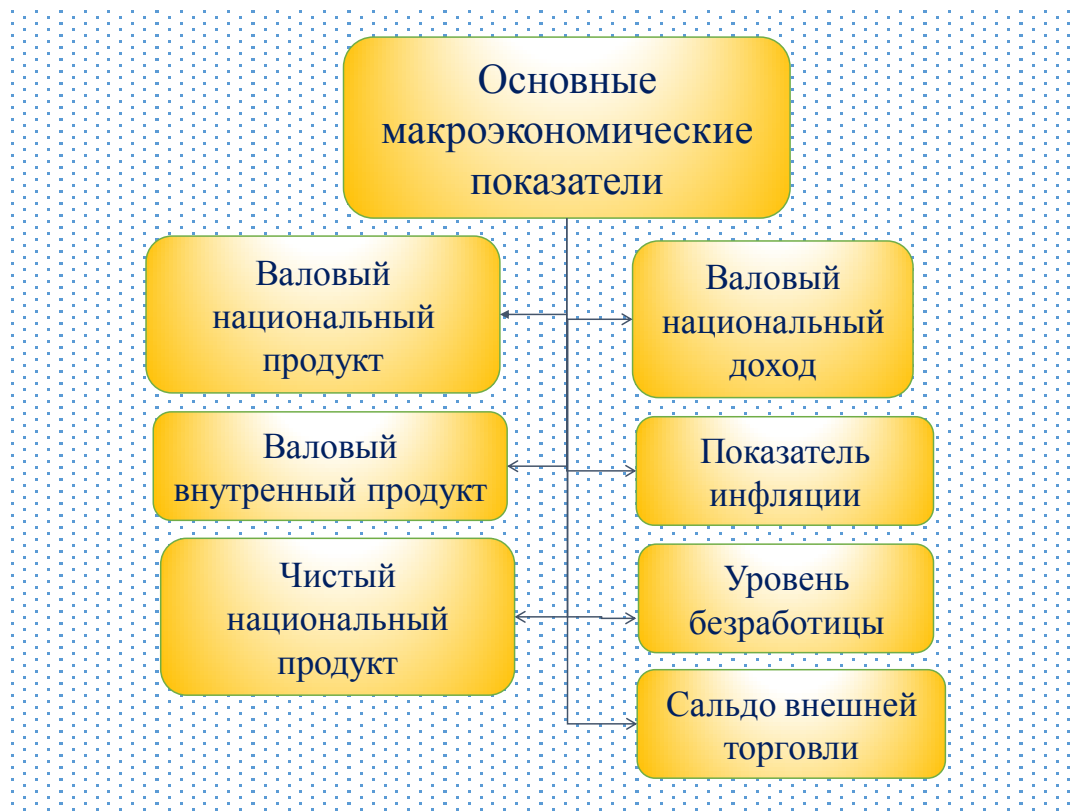 Основные
макроэкономические
показатели
Валовый
национальный
продукт
Валовый
национальный
доход
Валовый
внутренный продукт
Показатель
инфляции
Чистый
национальный
продукт
Уровень
безработицы
Сальдо внешней
торговли